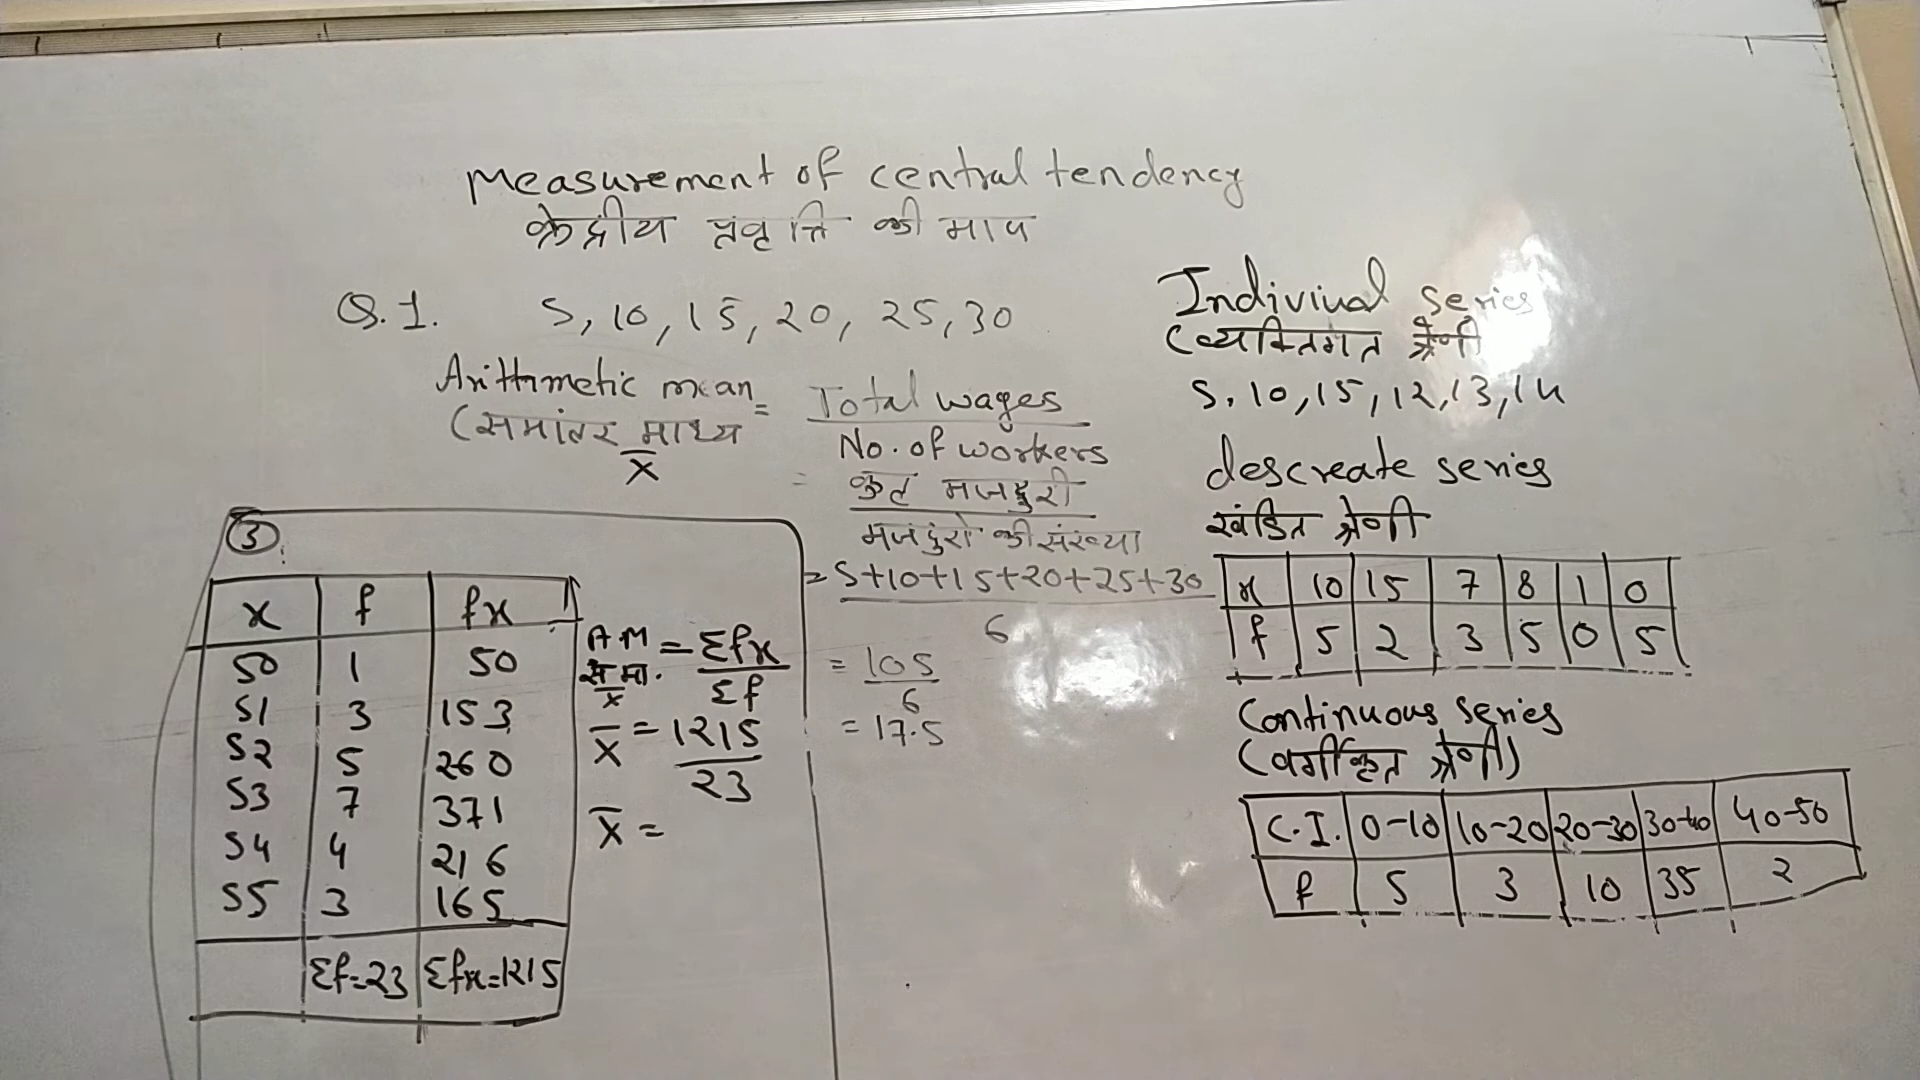 Measurement of central tendency
केन्द्रीय प्रवृत्ति की माप
Q.1. 5, 10, 15, 20, 25, 30
Arithmetic mean = Total wages
(समांतर माध्य No. of workers
x̄
= कुल मजदुरी
मजदुरो की संख्या
= 5+10+15+20+25+30
6
= 105
6
= 17.5
③.
x f fx
50 1 50
51 3 153
52 5 260
53 7 371
54 4 216
55 3 165
Σf=23 Σfx=1215
A.M = Σfx
स.मा. Σf
x̄
x̄ = 1215
23
x̄ =
Indiviual series
(व्यक्तिगत श्रेणी
5, 10, 15, 12, 13, 14
descreate series
खंडित श्रेणी
x 10 15 7 8 1 0
f 5 2 3 5 0 5
Continuous series
(वर्गीकृत श्रेणी)
C.I. 0-10 10-20 20-30 30-40 40-50
f 5 3 10 35 2